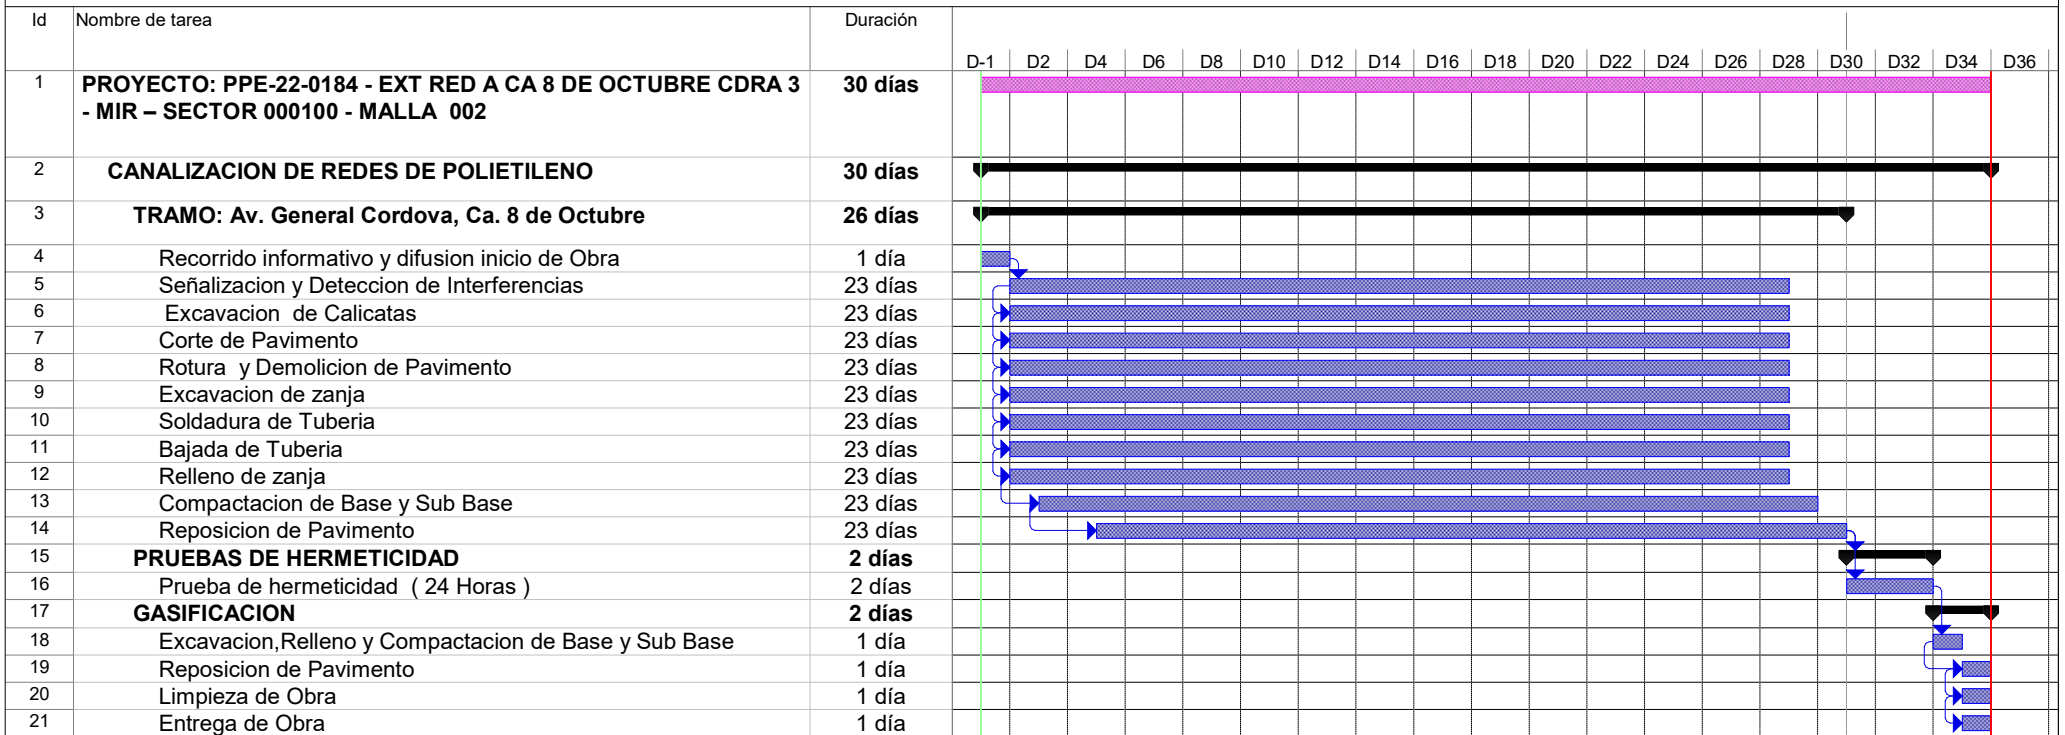 Id Nombre de tarea Duración
D-1 D2 D4 D6 D8 D10 D12 D14 D16 D18 D20 D22 D24 D26 D28 D30 D32 D34 D36
1 PROYECTO: PPE-22-0184 - EXT RED A CA 8 DE OCTUBRE CDRA 3 30 días
- MIR – SECTOR 000100 - MALLA 002
2 CANALIZACION DE REDES DE POLIETILENO 30 días
3 TRAMO: Av. General Cordova, Ca. 8 de Octubre 26 días
4 Recorrido informativo y difusion inicio de Obra 1 día
5 Señalizacion y Deteccion de Interferencias 23 días
6 Excavacion de Calicatas 23 días
7 Corte de Pavimento 23 días
8 Rotura y Demolicion de Pavimento 23 días
9 Excavacion de zanja 23 días
10 Soldadura de Tuberia 23 días
11 Bajada de Tuberia 23 días
12 Relleno de zanja 23 días
13 Compactacion de Base y Sub Base 23 días
14 Reposicion de Pavimento 23 días
15 PRUEBAS DE HERMETICIDAD 2 días
16 Prueba de hermeticidad ( 24 Horas ) 2 días
17 GASIFICACION 2 días
18 Excavacion,Relleno y Compactacion de Base y Sub Base 1 día
19 Reposicion de Pavimento 1 día
20 Limpieza de Obra 1 día
21 Entrega de Obra 1 día